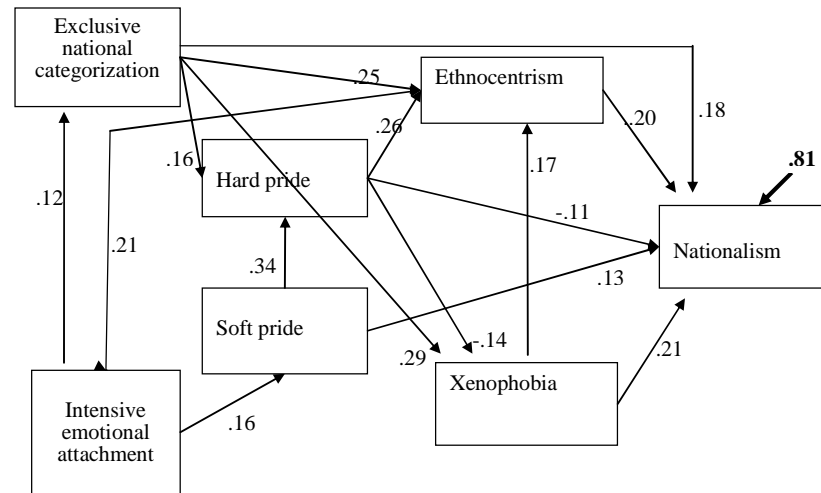 Exclusive
national
categorization
Ethnocentrism
.25
.18
.20
.26
.16
Hard pride
.17
.81
.12
-.11
.21
Nationalism
.34
.13
Soft pride
-.14
.29
.21
Xenophobia
Intensive
emotional
attachment
.16